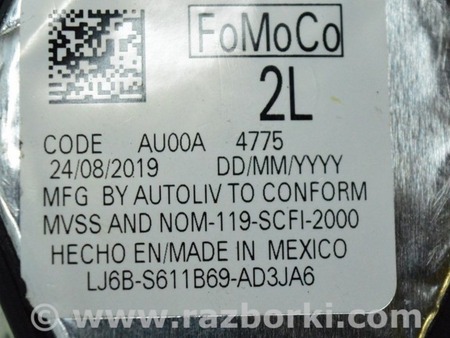 FoMoCo
2L
CODE AU00A 4775
24/08/2019 DD/MM/YYYY
MFG BY AUTOLIV TO CONFORM
MVSS AND NOM-119-SCFI-2000
HECHO EN/MADE IN MEXICO
LJ6B-S611B69-AD3JA6
www.razborki.com